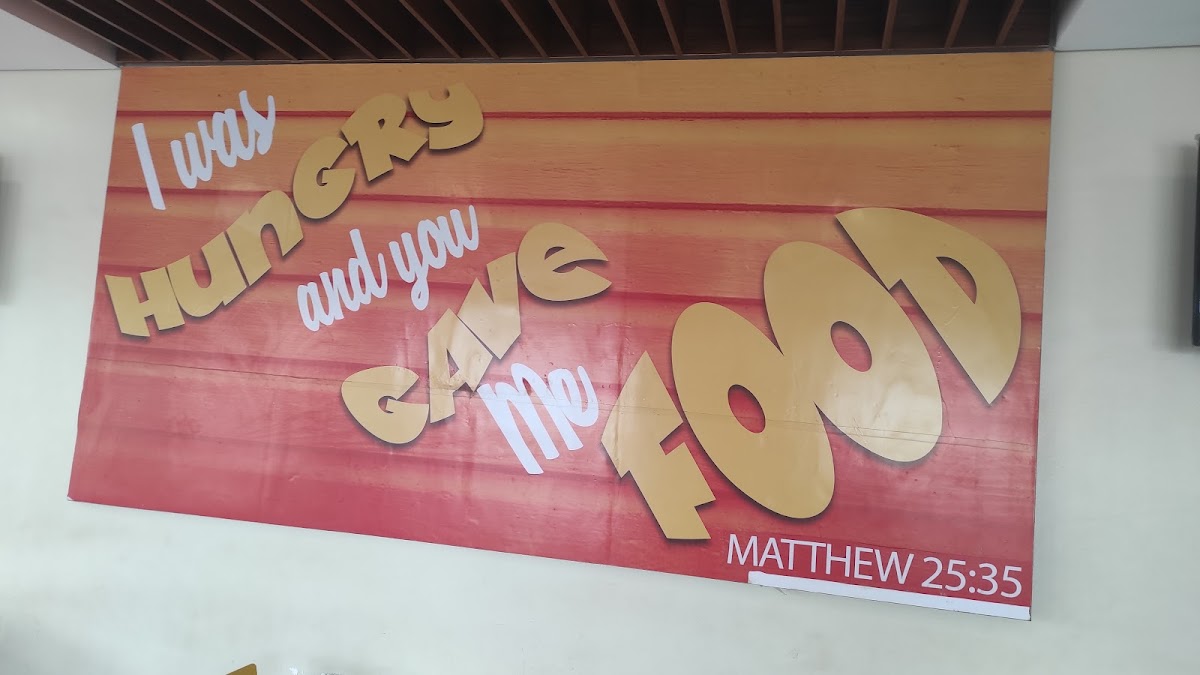 I was
HUNGRY
and you
GAVE
Me
FOOD
MATTHEW 25:35